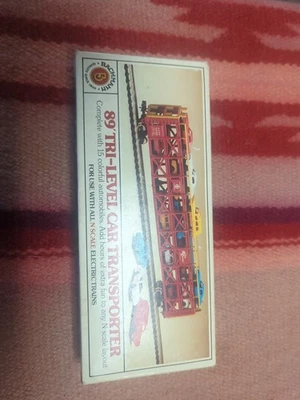 BACHMANN
89' TRI-LEVEL CAR TRANSPORTER
Complete with 15 colorful automobiles. Add hours of extra fun to any N scale layout
FOR USE WITH ALL N SCALE ELECTRIC TRAINS